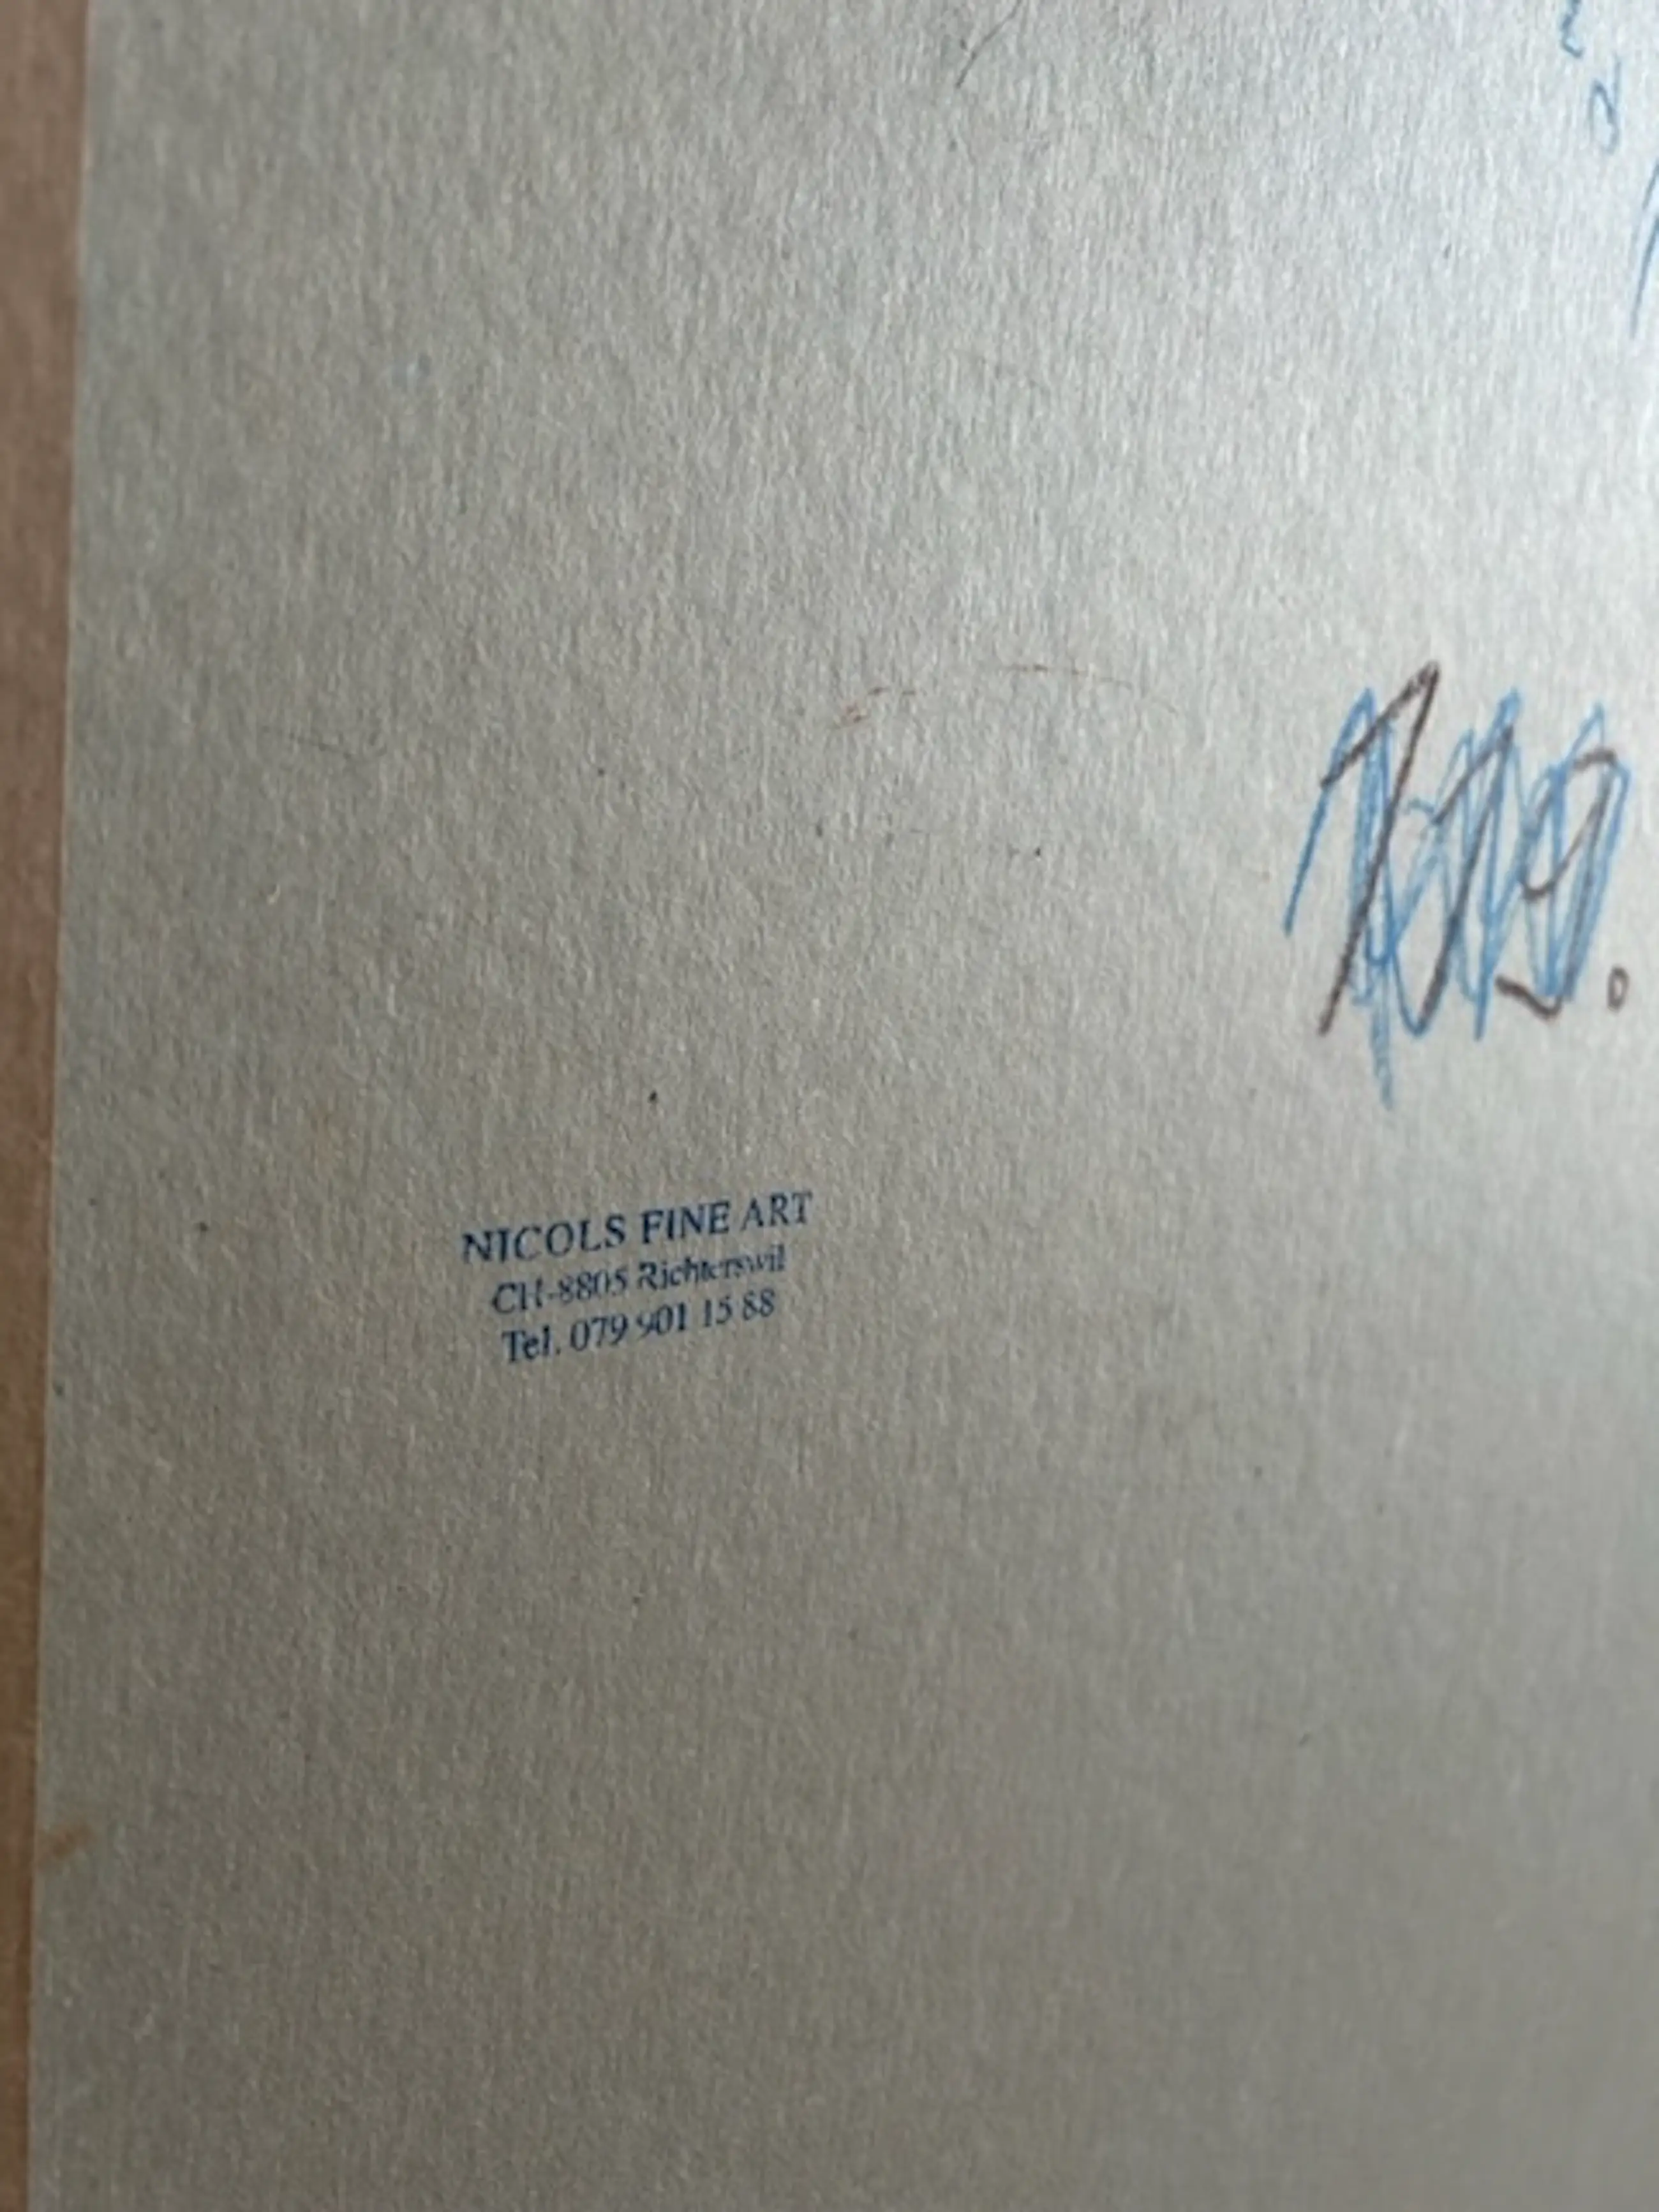 NICOLS FINE ART
CH-8805 Richterswil
Tel. 079 901 15 88